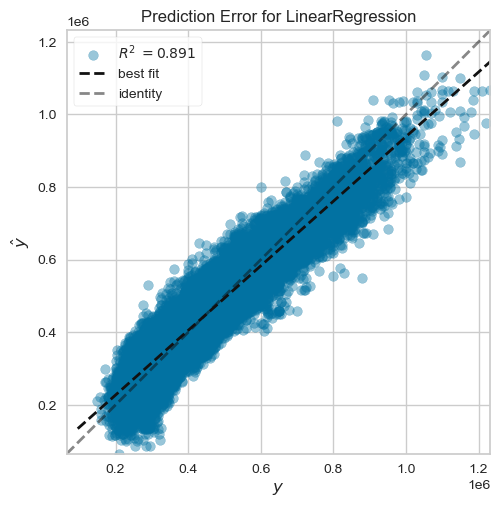 Prediction Error for LinearRegression
1e6
R² = 0.891
best fit
identity
1.2
1.0
0.8
0.6
0.4
0.2
ŷ
0.2 0.4 0.6 0.8 1.0 1.2
1e6
y